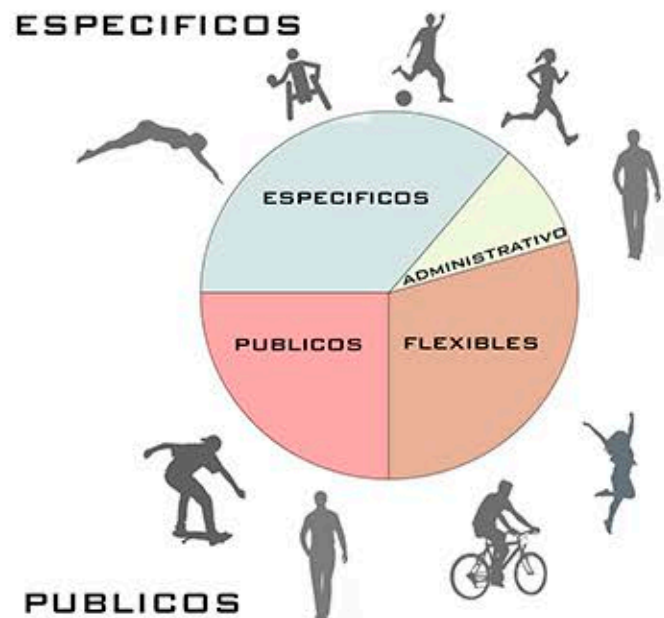 ESPECIFICOS
ESPECIFICOS
ADMINISTRATIVO
PUBLICOS
FLEXIBLES
PUBLICOS